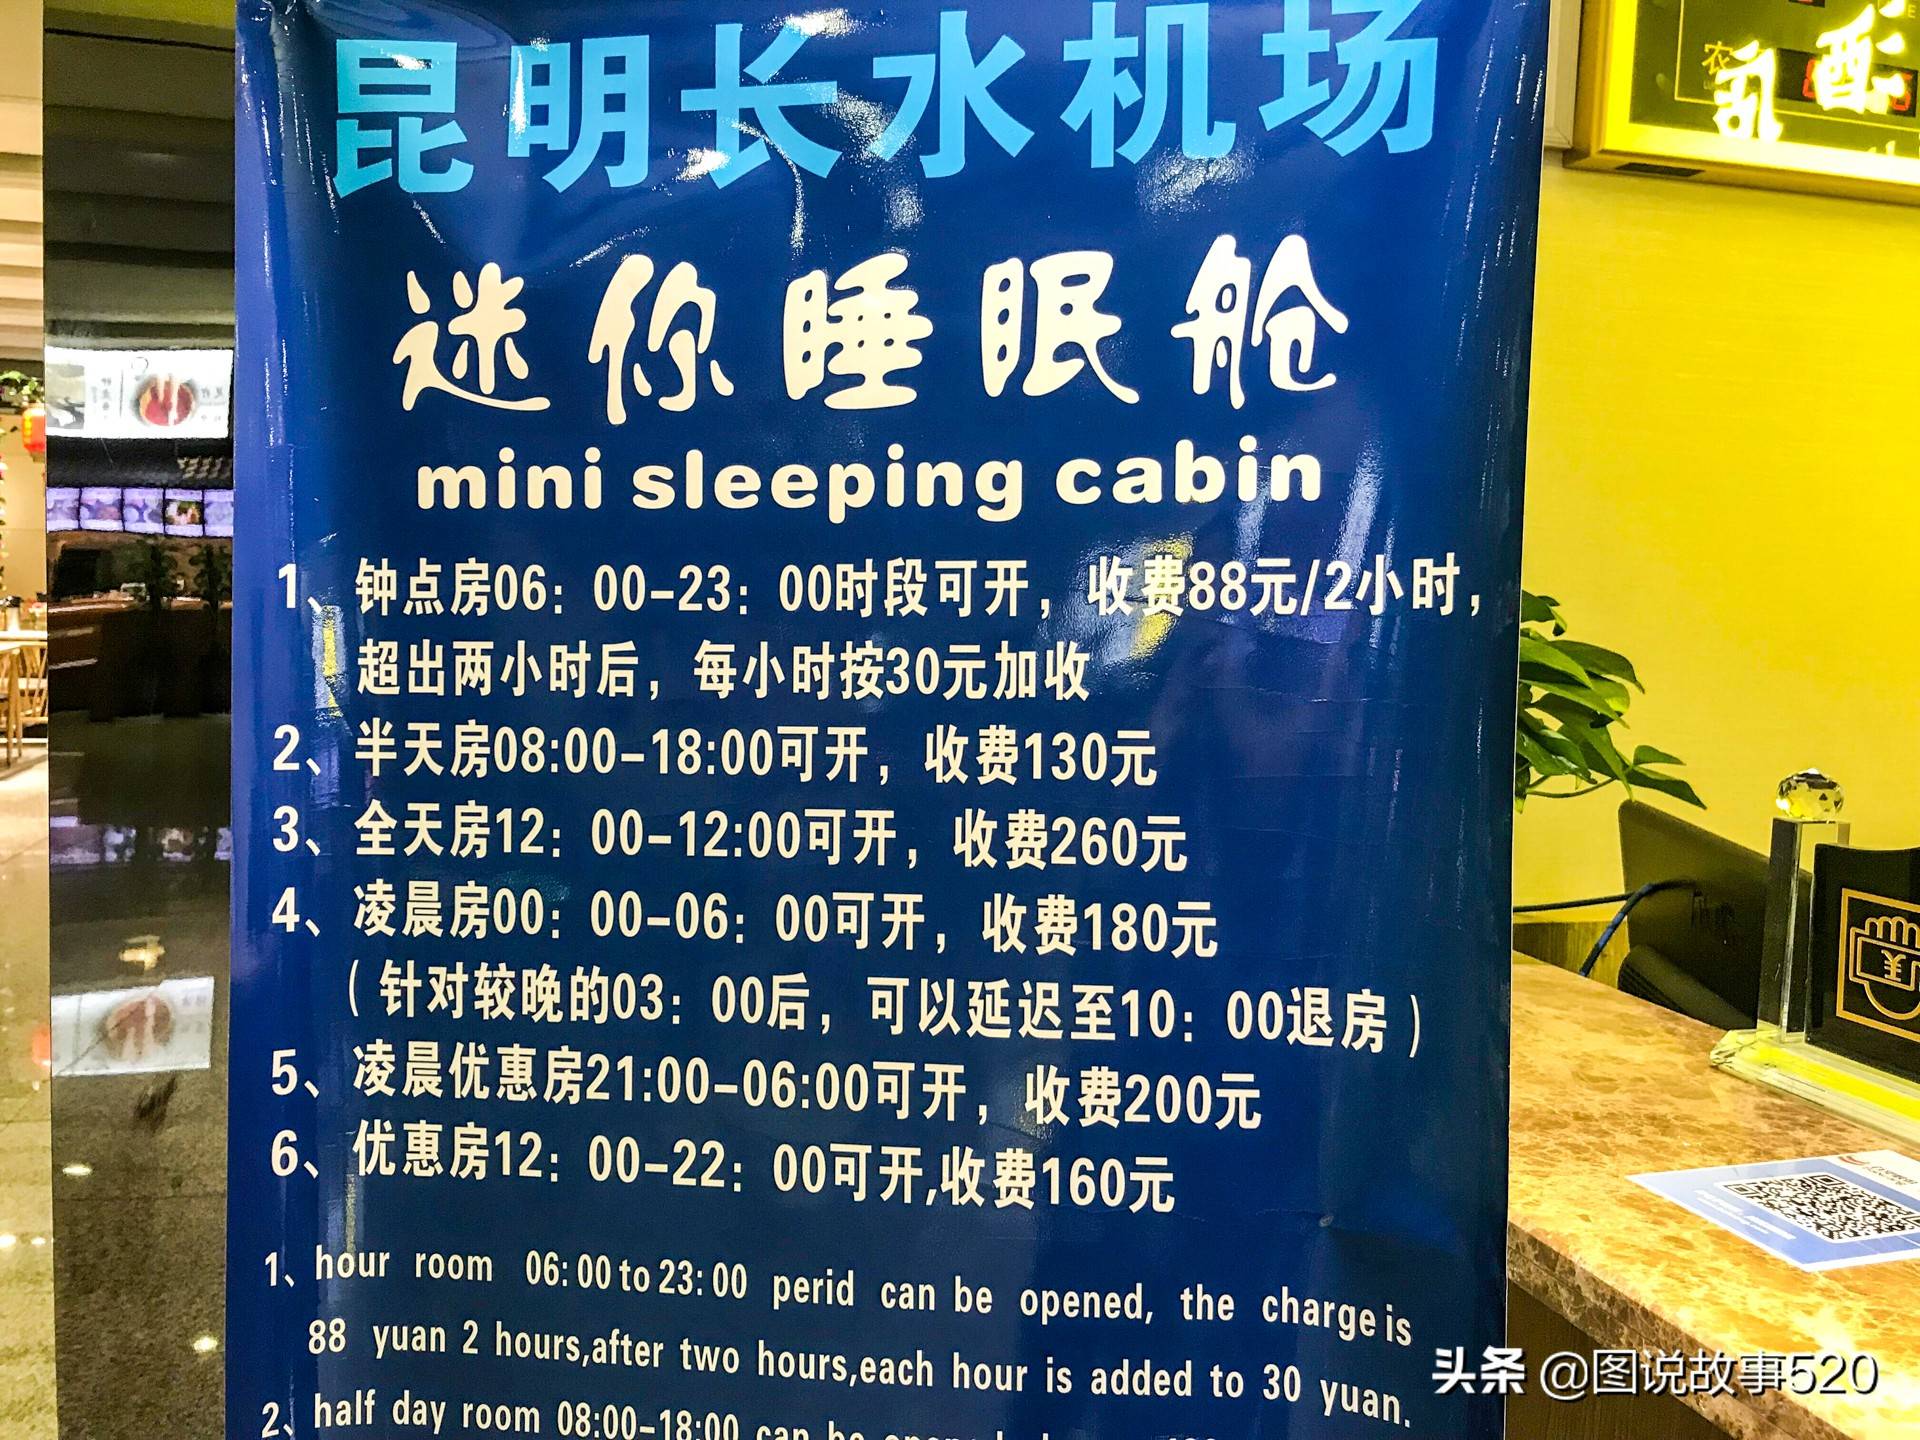 昆明长水机场
迷你睡眠舱
mini sleeping cabin
1、钟点房06：00-23：00时段可开，收费88元/2小时，
超出两小时后，每小时按30元加收
2、半天房08:00-18:00可开，收费130元
3、全天房12：00-12:00可开，收费260元
4、凌晨房00：00-06：00可开，收费180元
（针对较晚的03：00后，可以延迟至10：00退房）
5、凌晨优惠房21:00-06:00可开，收费200元
6、优惠房12：00-22：00可开,收费160元
1、hour room 06:00 to 23:00 perid can be opened, the charge is
88 yuan 2 hours,after two hours,each hour is added to 30 yuan.
2、half day room 08:00-18:00 can be
乳酸
农
头条 @图说故事520